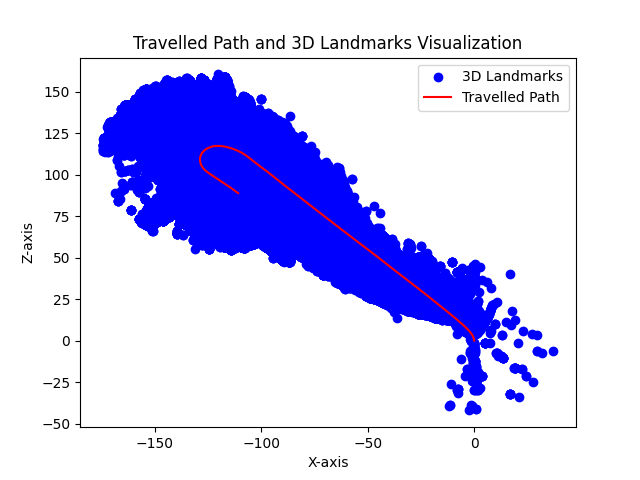 Travelled Path and 3D Landmarks Visualization
3D Landmarks
Travelled Path
150
125
100
75
50
25
0
−25
−50
Z-axis
−150
−100
−50
0
X-axis